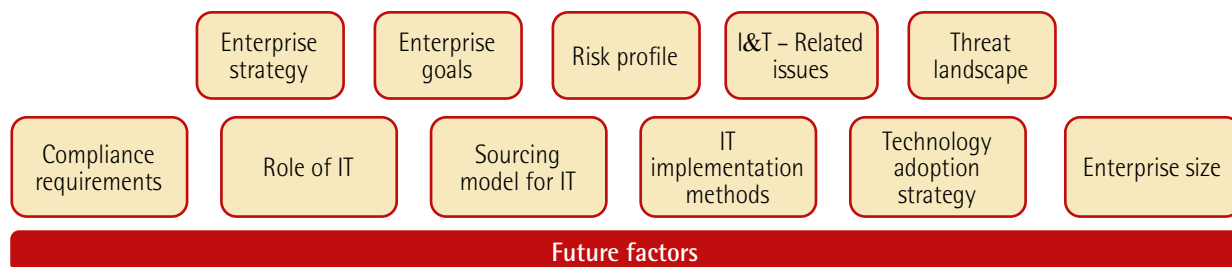 Enterprise
strategy
Enterprise
goals
Risk profile
I&T – Related
issues
Threat
landscape
Compliance
requirements
Role of IT
Sourcing
model for IT
IT
implementation
methods
Technology
adoption
strategy
Enterprise size
Future factors